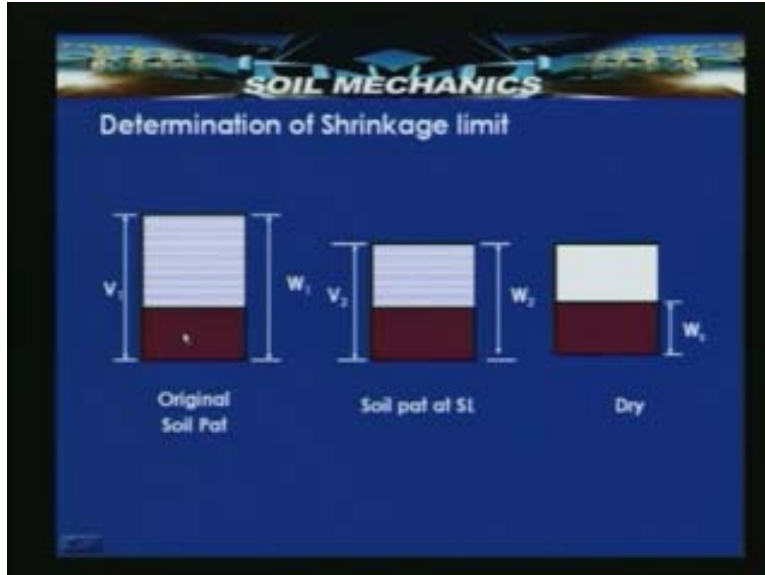 SOIL MECHANICS
Determination of Shrinkage limit
V₁ W₁ V₂ W₂ Wₛ
Original
Soil Pat
Soil pat at SL
Dry